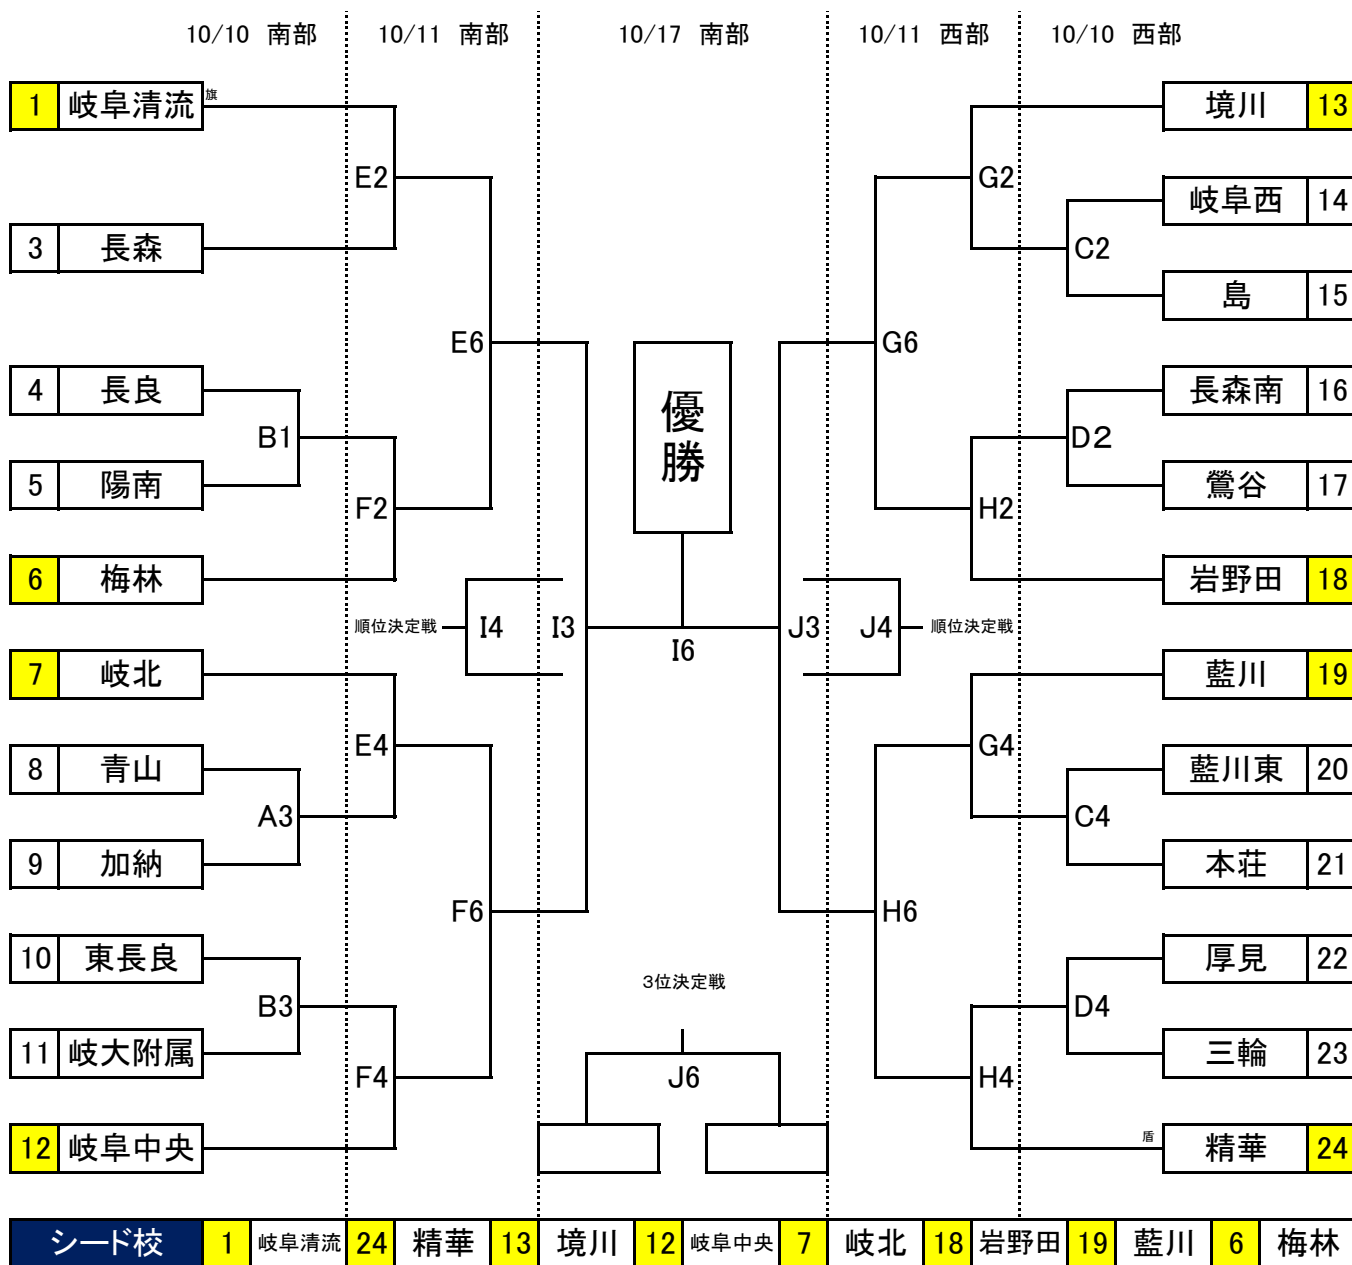 10/10 南部 10/11 南部 10/17 南部 10/11 西部 10/10 西部
1 岐阜清流 旗 境川 13
E2 G2
岐阜西 14
3 長森 C2
島 15
E6 G6
4 長良 優勝 長森南 16
B1 D2
5 陽南 鶯谷 17
F2 H2
6 梅林 岩野田 18
順位決定戦 I4 I3 I6 J3 J4 順位決定戦
7 岐北 藍川 19
E4 G4
8 青山 藍川東 20
A3 C4
9 加納 本荘 21
F6 H6
10 東長良 厚見 22
3位決定戦
B3 D4
11 岐大附属 三輪 23
F4 J6 H4
12 岐阜中央 盾 精華 24
シード校 1 岐阜清流 24 精華 13 境川 12 岐阜中央 7 岐北 18 岩野田 19 藍川 6 梅林